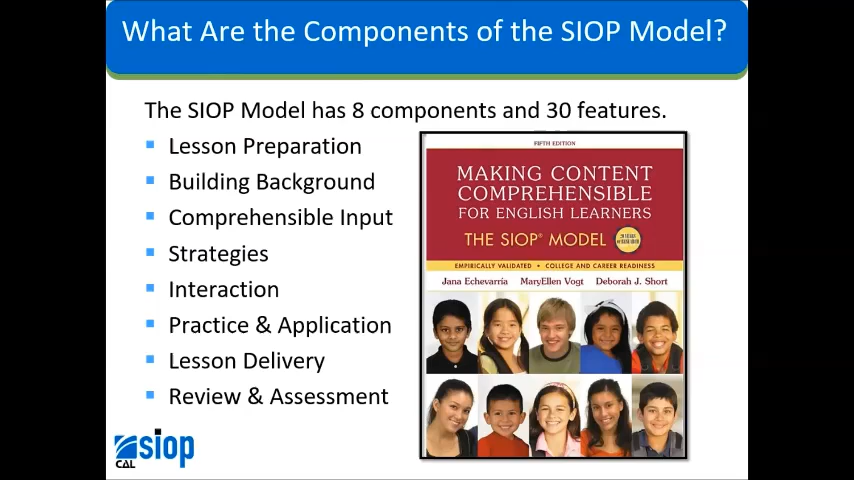 What Are the Components of the SIOP Model?
The SIOP Model has 8 components and 30 features.
Lesson Preparation
Building Background
Comprehensible Input
Strategies
Interaction
Practice & Application
Lesson Delivery
Review & Assessment
FIFTH EDITION
MAKING CONTENT
COMPREHENSIBLE
FOR ENGLISH LEARNERS
THE SIOP® MODEL
EMPIRICALLY VALIDATED • COLLEGE AND CAREER READINESS
Jana Echevarría MaryEllen Vogt Deborah J. Short
CAL siop